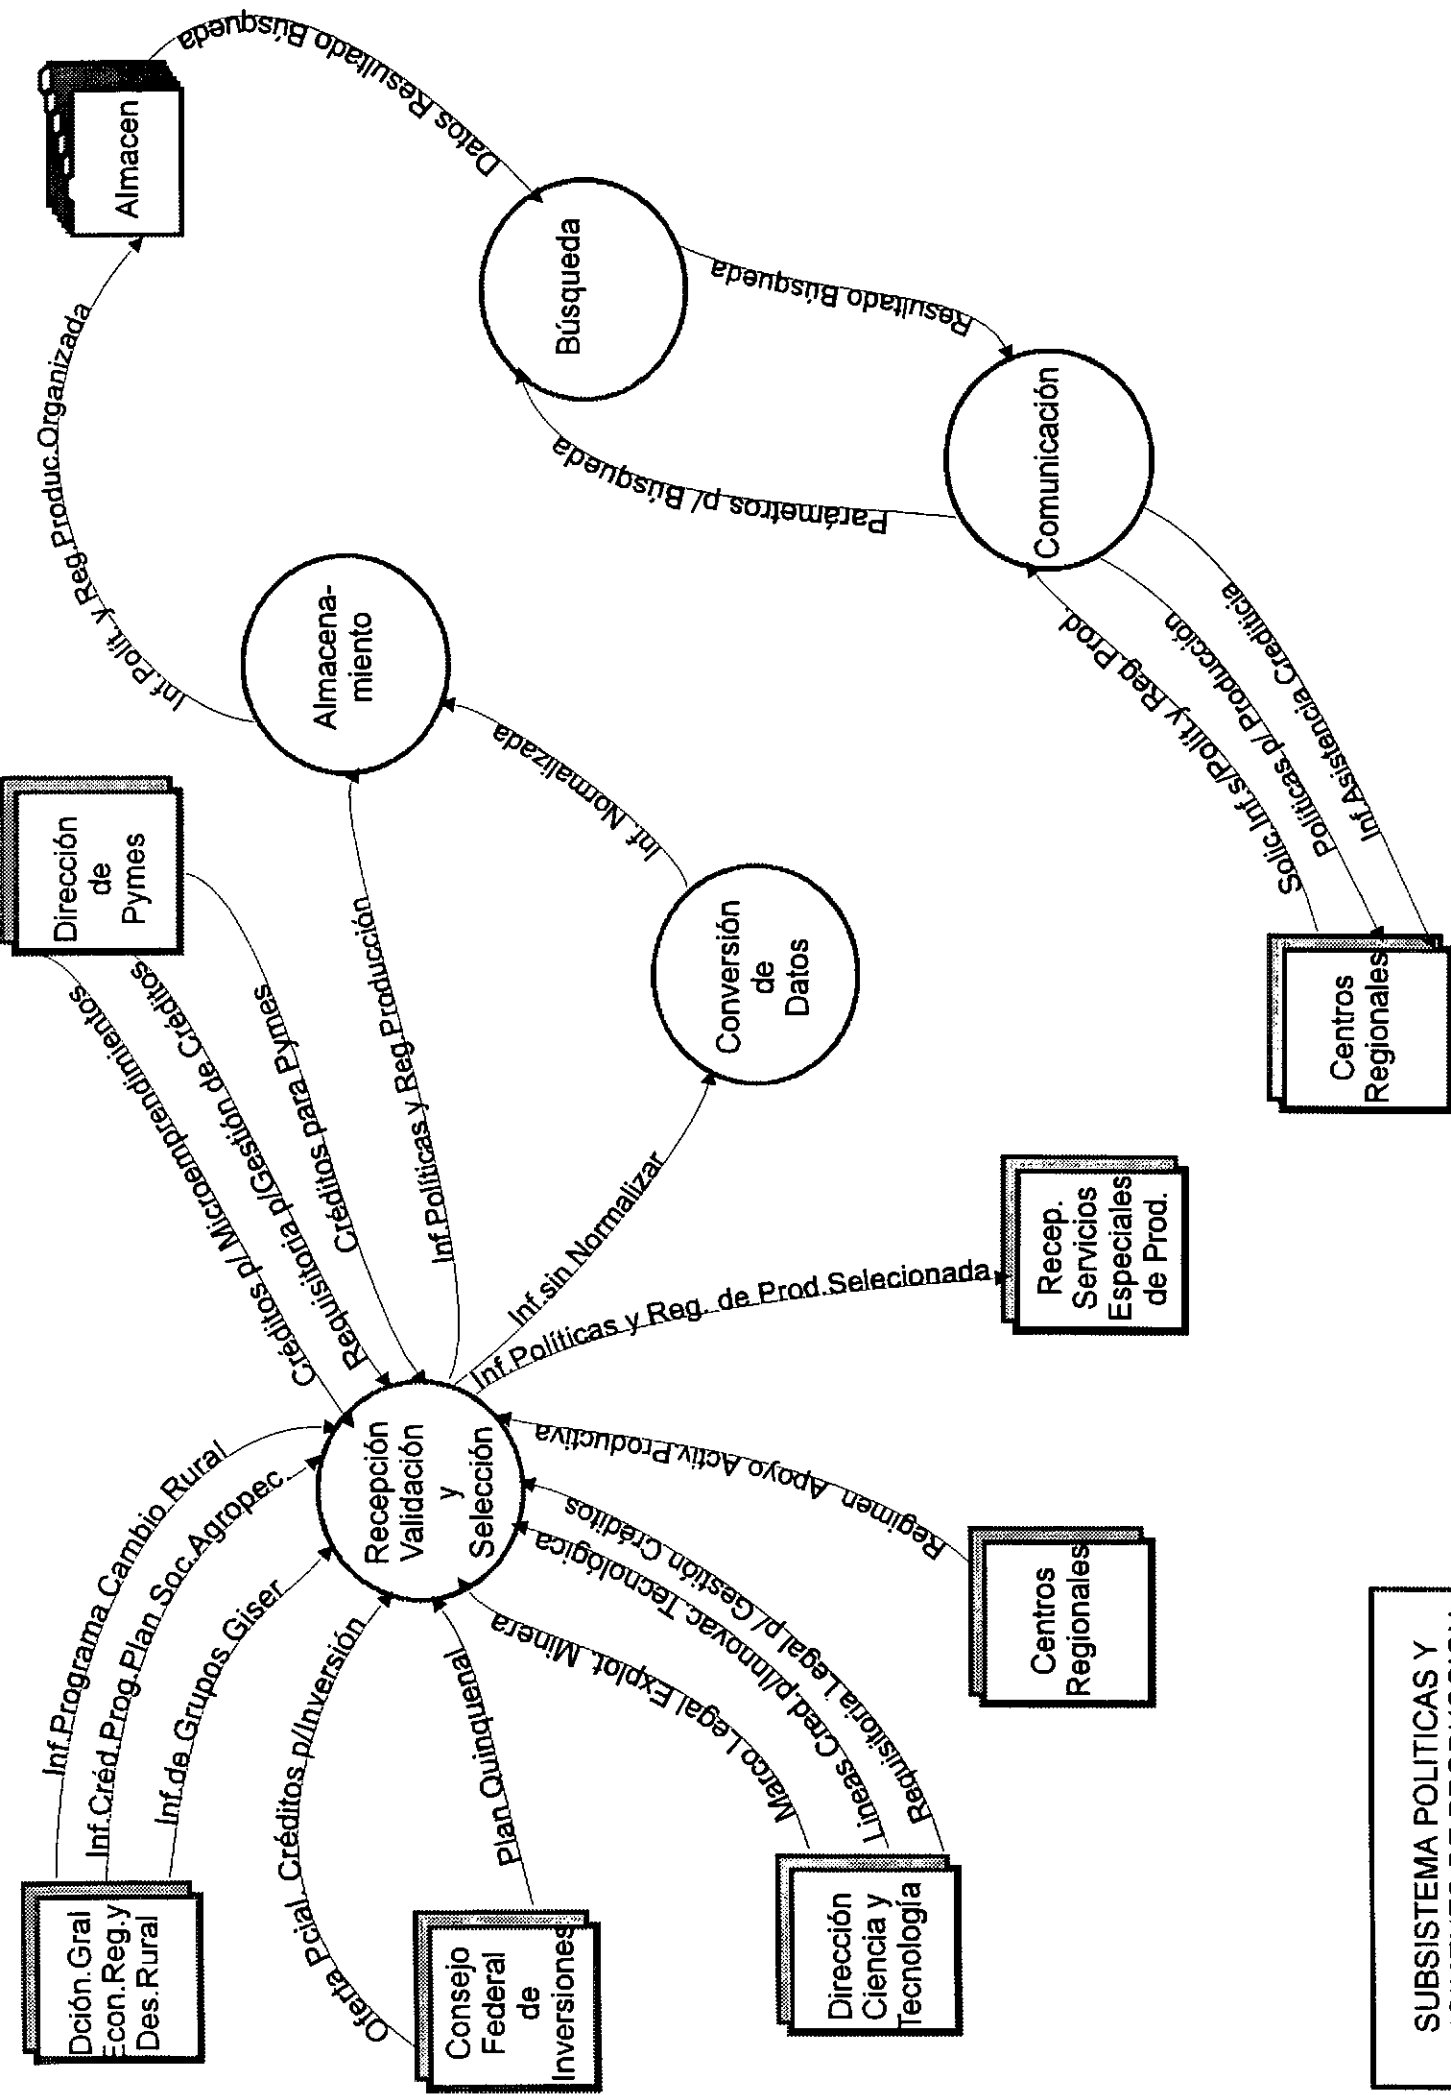 Dción.Gral
Econ.Reg.y
Des.Rural
Inf.Programa Cambio Rural
Inf.Créd.Prog.Plan Soc.Agropec.
Inf.de Grupos Giser
Consejo
Federal
de
Inversiones
Oferta Pcial. Créditos p/Inversión
Plan Quinquenal
Dirección
Ciencia y
Tecnología
Marco Legal Explot. Minera
Lineas Cred.p/Innovac.Tecnológica
Requisitoria Legal p/ Gestión Créditos
Centros
Regionales
Regimen Apoyo Activ.Productiva
Recepción
Validación
y
Selección
Dirección
de
Pymes
Créditos p/ Microemprendimientos
Requisitoria p/Gestión de Créditos
Créditos para Pymes
Inf.Políticas y Reg.Producción
Inf.sin Normalizar
Inf.Políticas y Reg. de Prod.Selecionada
Recep.
Servicios
Especiales
de Prod.
Conversión
de
Datos
Inf. Normalizada
Almacena-
miento
Inf.Polít. y Reg.Produc.Organizada
Almacen
Datos Resultado Búsqueda
Búsqueda
Resultado Búsqueda
Parámetros p/ Búsqueda
Comunicación
Solic.Inf.s/Polít.y Reg.Prod.
Políticas p/ Producción
Inf.Asistencia Crediticia
Centros
Regionales
SUBSISTEMA POLITICAS Y